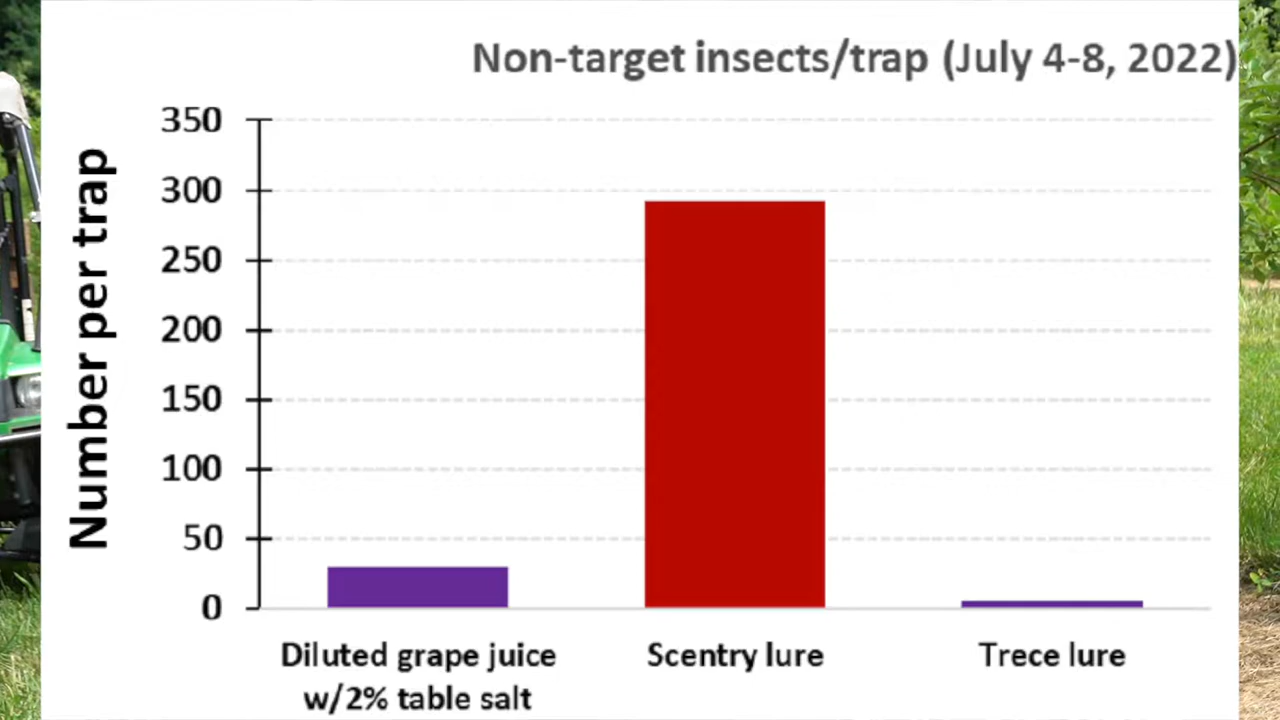 Non-target insects/trap (July 4-8, 2022)
Number per trap
350
300
250
200
150
100
50
0
Diluted grape juice
w/2% table salt
Scentry lure
Trece lure